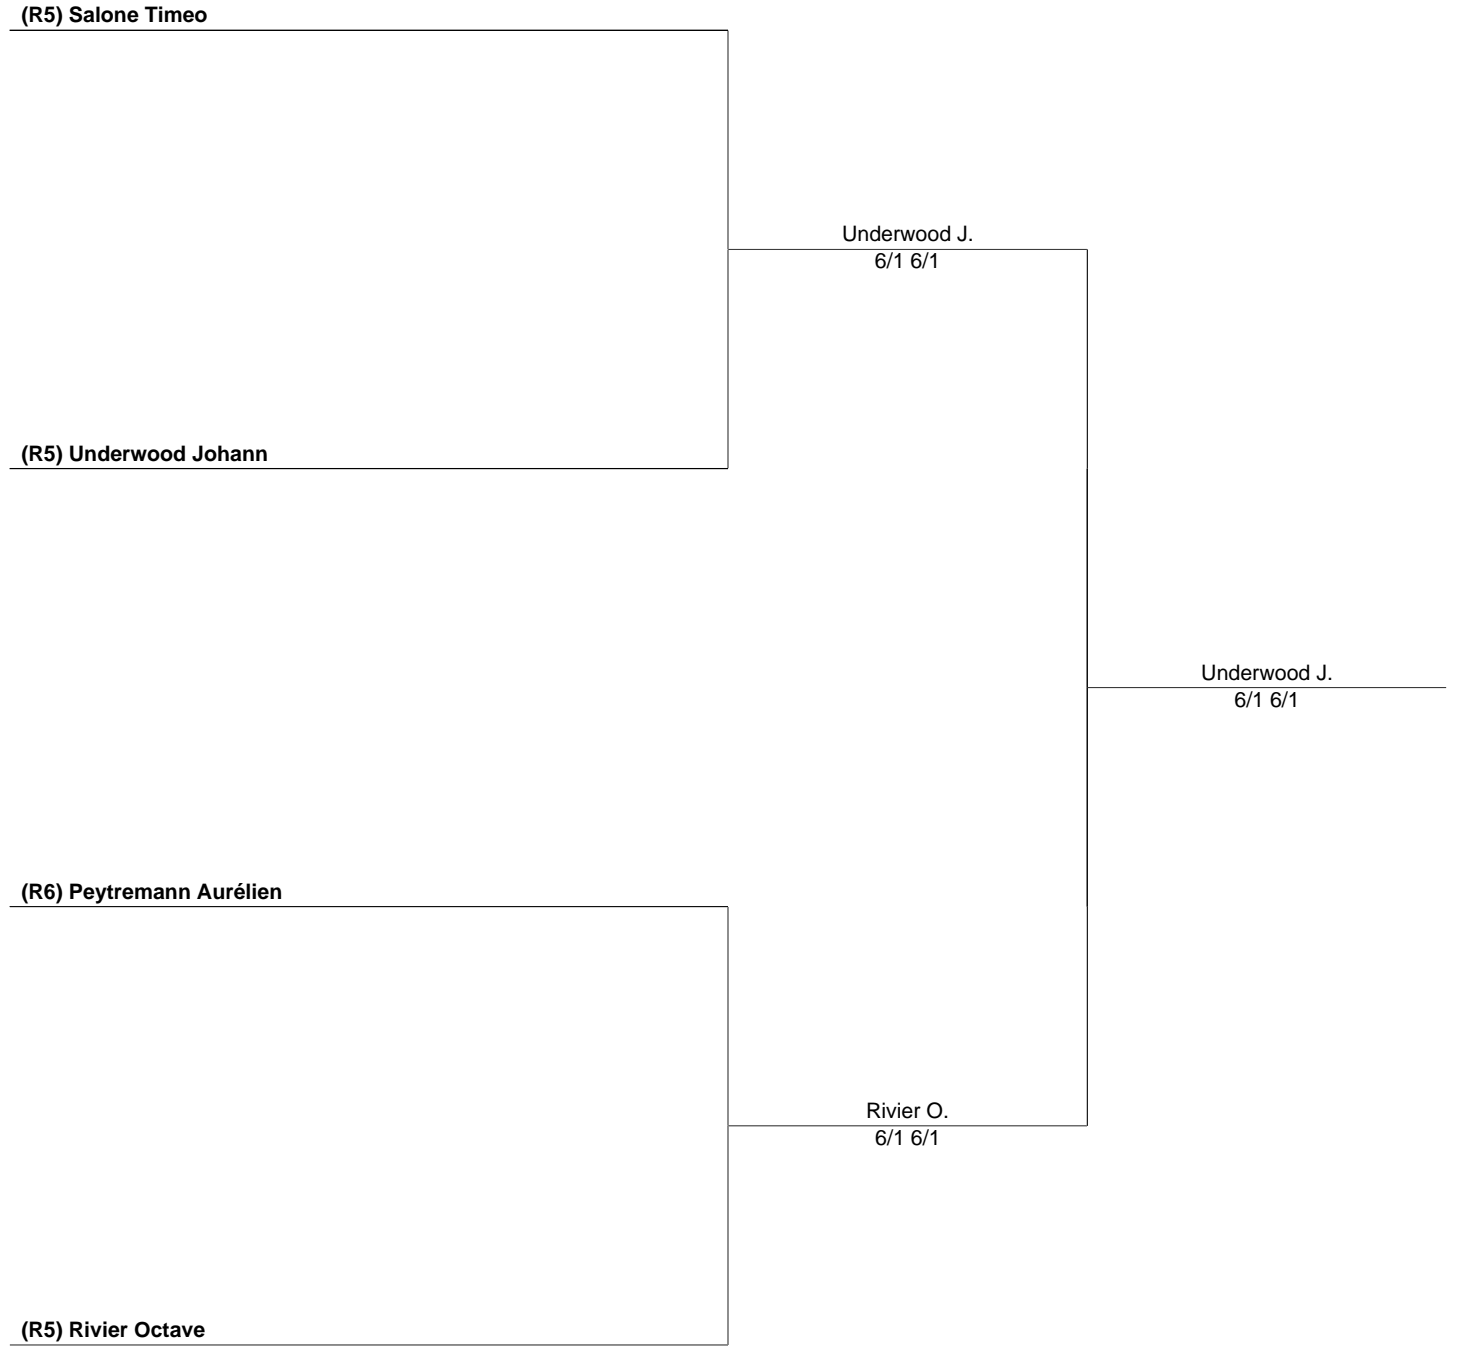 (R5) Salone Timeo
Underwood J.
6/1 6/1
(R5) Underwood Johann
Underwood J.
6/1 6/1
(R6) Peytremann Aurélien
Rivier O.
6/1 6/1
(R5) Rivier Octave